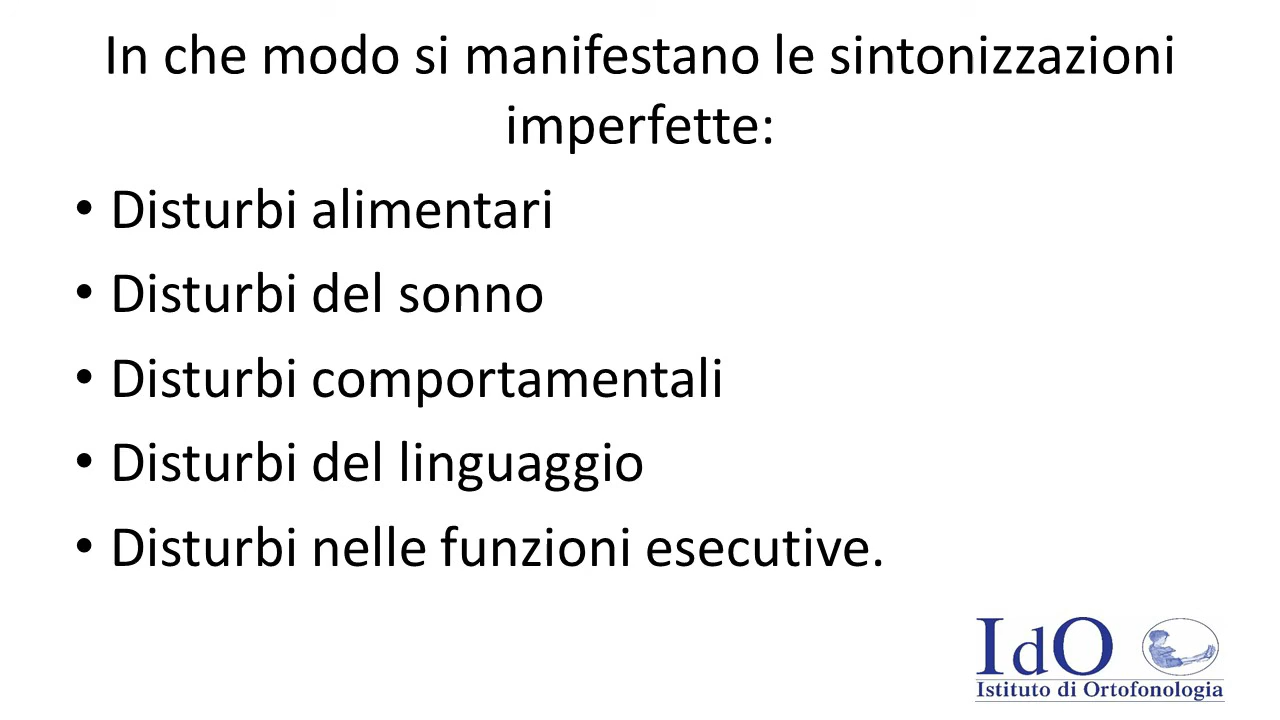 In che modo si manifestano le sintonizzazioni
imperfette:
• Disturbi alimentari
• Disturbi del sonno
• Disturbi comportamentali
• Disturbi del linguaggio
• Disturbi nelle funzioni esecutive.
IdO
Istituto di Ortofonologia